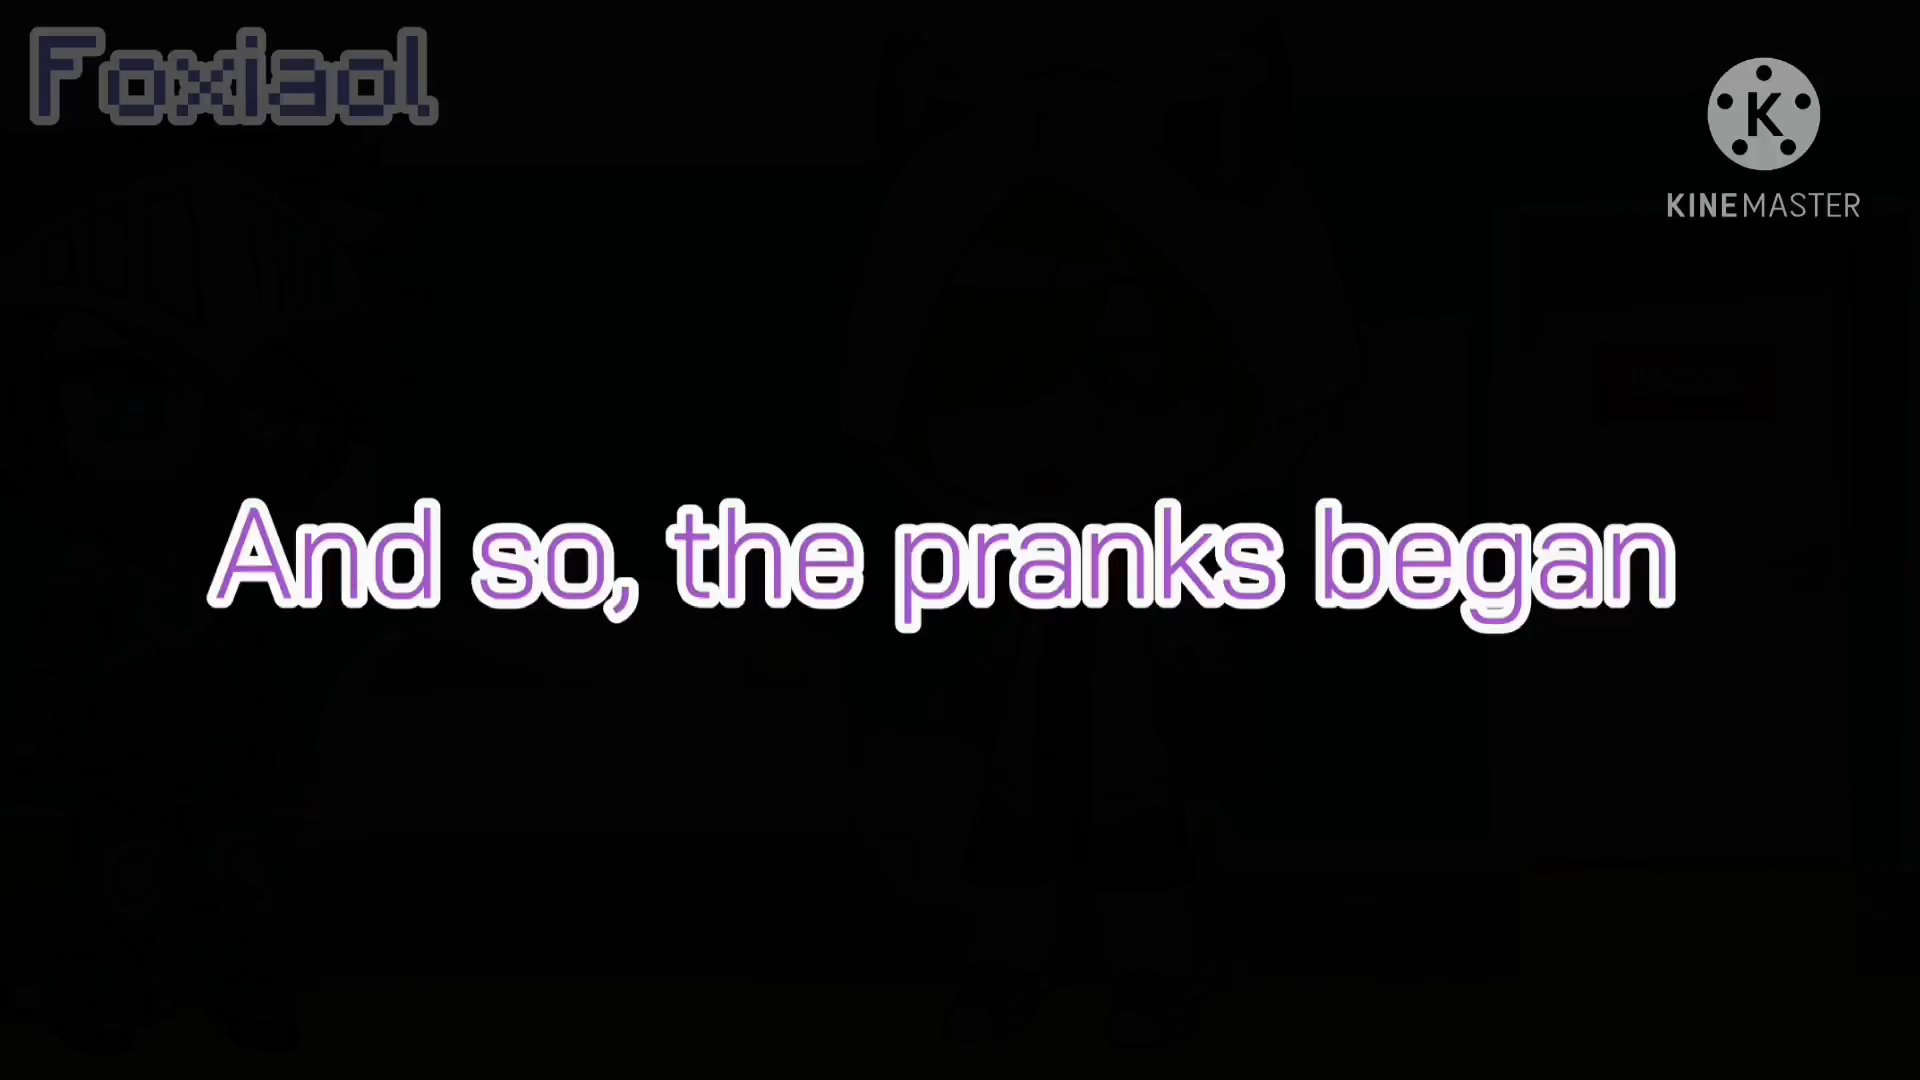 Foxiaol.
K
KINEMASTER
And so, the pranks began